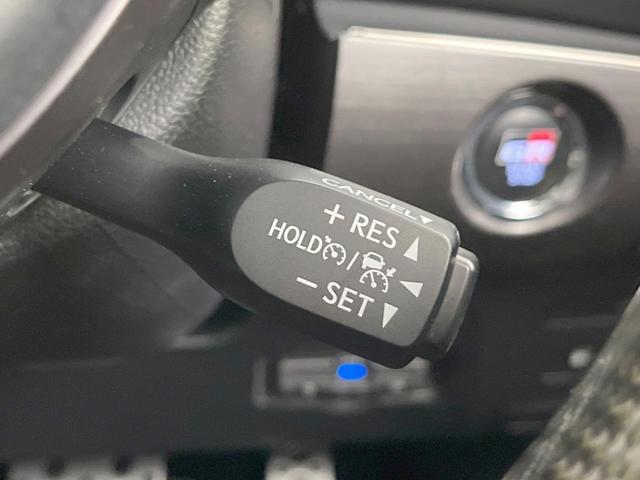 CANCEL
+ RES
HOLD /
− SET